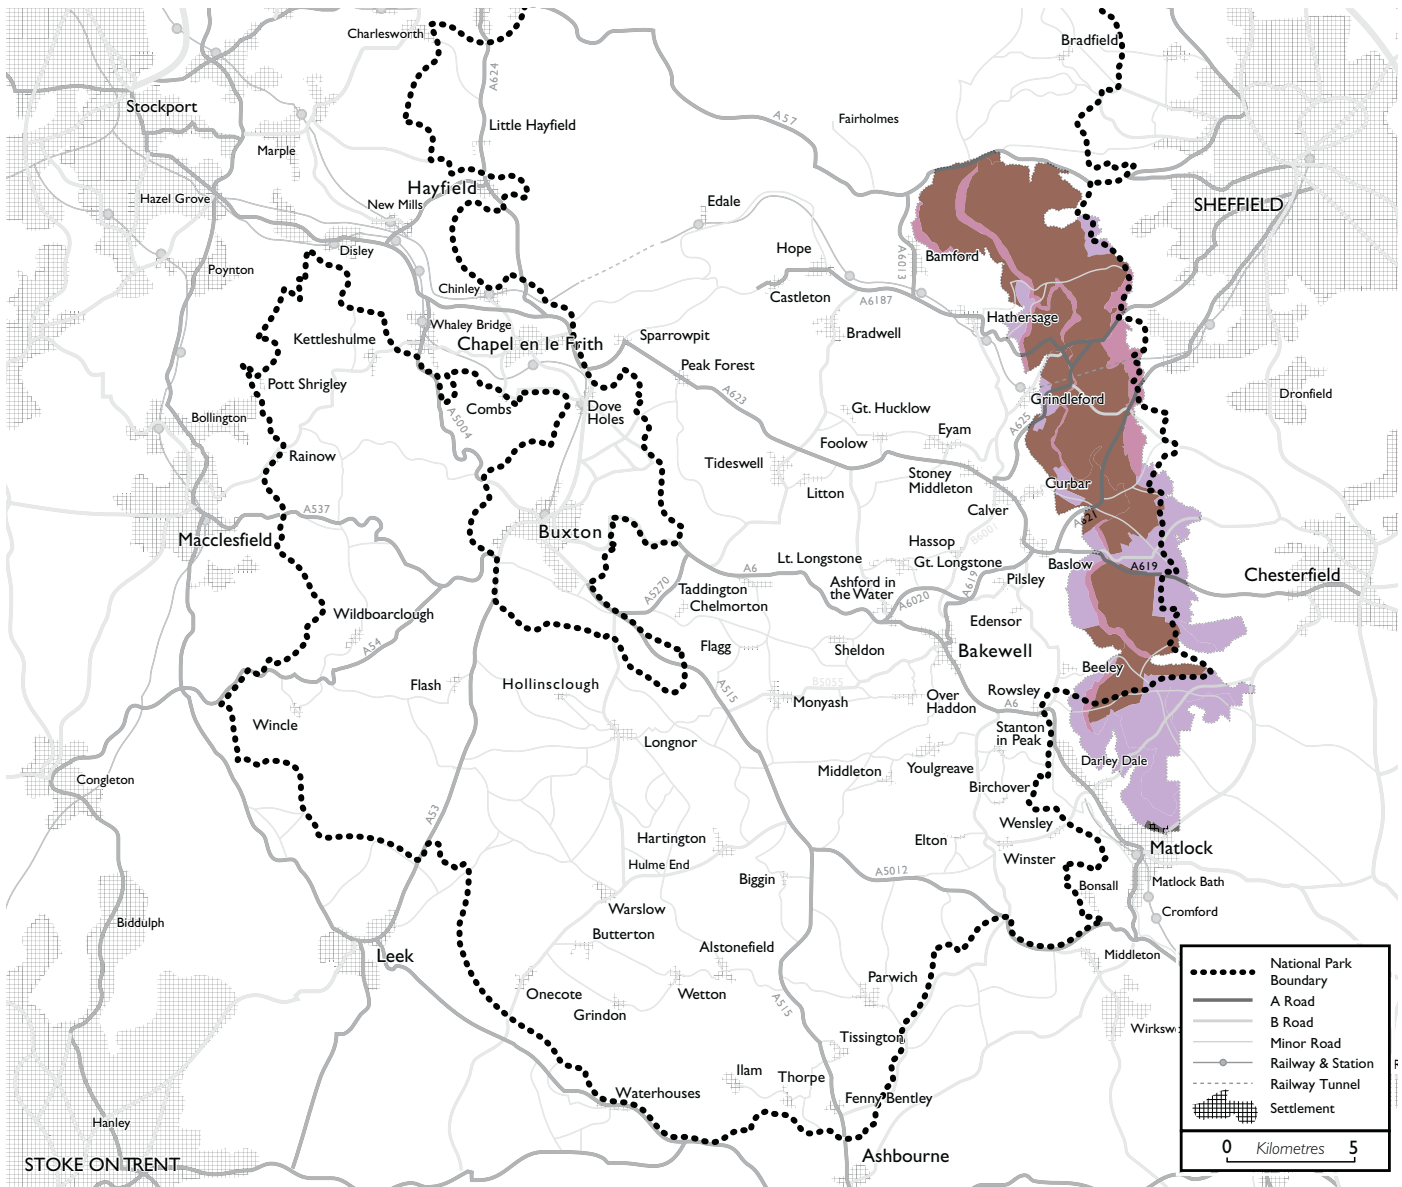 Charlesworth
Bradfield
A624
Stockport
A57
Fairholmes
Little Hayfield
Marple
Hayfield
Hazel Grove
New Mills
Edale
SHEFFIELD
Disley
Hope
Bamford
A6013
Poynton
Chinley
Castleton
A6187
Whaley Bridge
Hathersage
Kettleshulme
Chapel en le Frith
Sparrowpit
Bradwell
Peak Forest
Pott Shrigley
A623
Dronfield
Combs
Dove
Holes
Grindleford
Gt. Hucklow
Bollington
A5004
A625
Eyam
Foolow
Rainow
Tideswell
Stoney
Middleton
Curbar
Litton
A537
Calver
A621
Macclesfield
Buxton
Hassop
B6001
Lt. Longstone
Gt. Longstone
Baslow
A619
A6
Chesterfield
Pilsley
A619
Taddington
Ashford in
the Water
A5270
A6020
Chelmorton
Wildboarclough
Edensor
A54
Flagg
Sheldon
Bakewell
Beeley
Flash
Hollinsclough
B5055
A515
Monyash
Over
Haddon
Rowsley
A6
Wincle
Stanton
in Peak
Longnor
Darley Dale
Middleton
Youlgreave
Congleton
Birchover
A53
Wensley
Hartington
Elton
Matlock
Hulme End
Winster
A5012
Biggin
Bonsall
Matlock Bath
Warslow
Cromford
Biddulph
Butterton
Alstonefield
Leek
Middleton
Parwich
Onecote
Wetton
Grindon
A515
Tissington
Wirksw
Ilam
Thorpe
Waterhouses
Fenny Bentley
Hanley
Ashbourne
STOKE ON TRENT
National Park
Boundary
A Road
B Road
Minor Road
Railway & Station
Railway Tunnel
Settlement
0 Kilometres 5